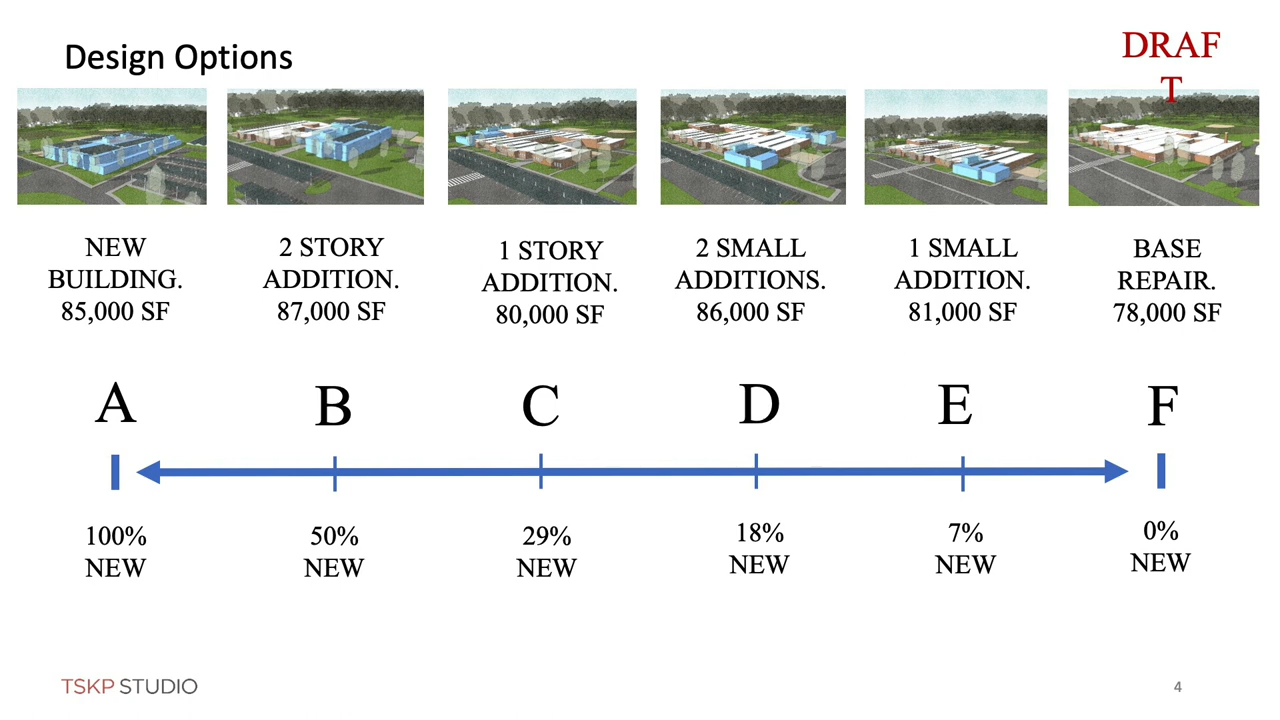 Design Options
DRAF
T
NEW
BUILDING.
85,000 SF
2 STORY
ADDITION.
87,000 SF
1 STORY
ADDITION.
80,000 SF
2 SMALL
ADDITIONS.
86,000 SF
1 SMALL
ADDITION.
81,000 SF
BASE
REPAIR.
78,000 SF
A
B
C
D
E
F
100%
NEW
50%
NEW
29%
NEW
18%
NEW
7%
NEW
0%
NEW
TSKP STUDIO
4